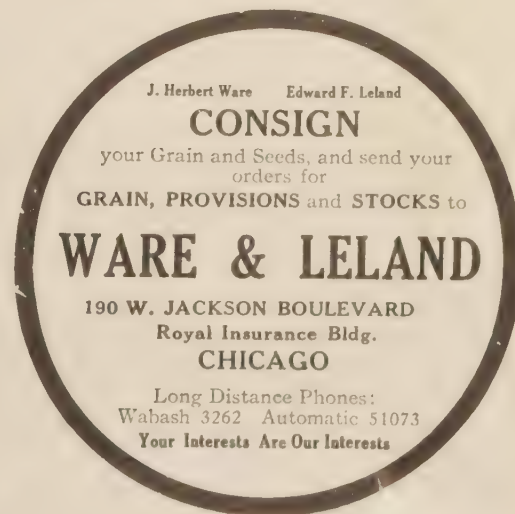 J. Herbert Ware Edward F. Leland
CONSIGN
your Grain and Seeds, and send your
orders for
GRAIN, PROVISIONS and STOCKS to
WARE & LELAND
190 W. JACKSON BOULEVARD
Royal Insurance Bldg.
CHICAGO
Long Distance Phones:
Wabash 3262 Automatic 51073
Your Interests Are Our Interests